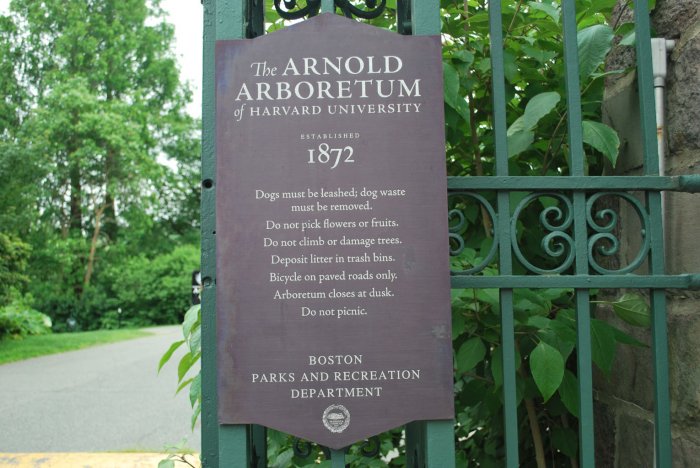 The ARNOLD
ARBORETUM
of HARVARD UNIVERSITY
ESTABLISHED
1872
Dogs must be leashed; dog waste
must be removed.
Do not pick flowers or fruits.
Do not climb or damage trees.
Deposit litter in trash bins.
Bicycle on paved roads only.
Arboretum closes at dusk.
Do not picnic.
BOSTON
PARKS AND RECREATION
DEPARTMENT